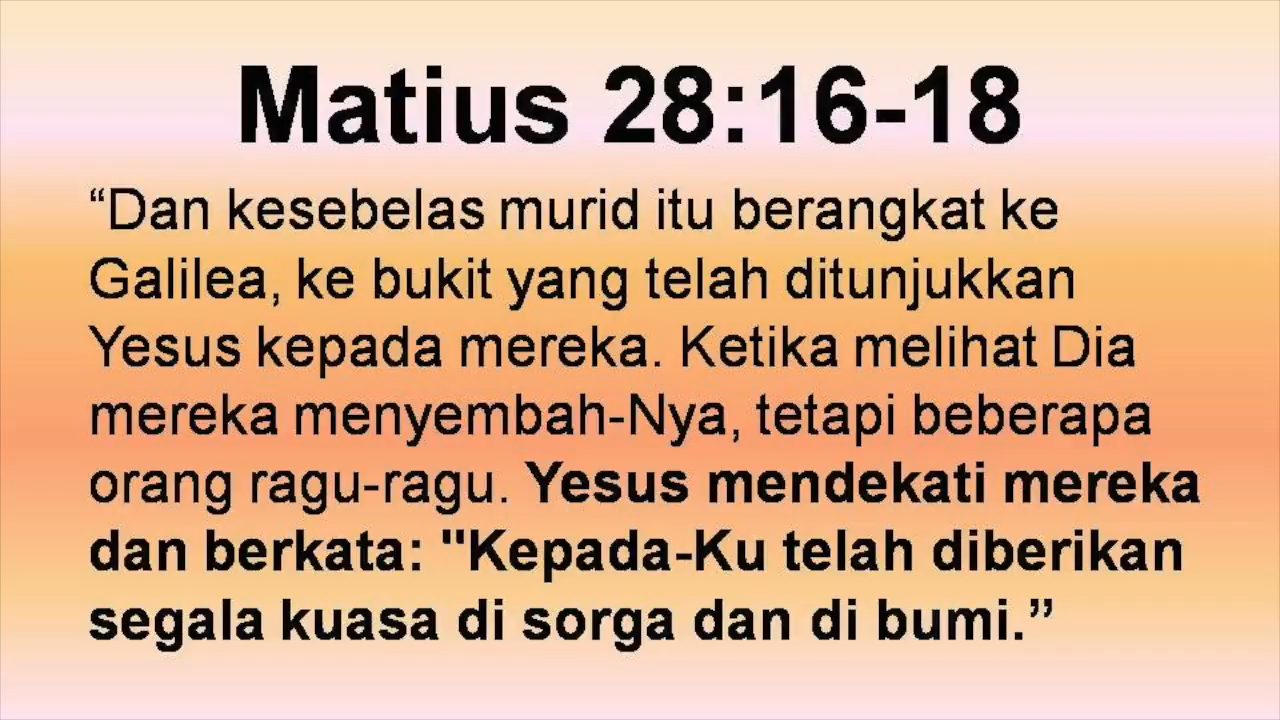 Matius 28:16-18
“Dan kesebelas murid itu berangkat ke
Galilea, ke bukit yang telah ditunjukkan
Yesus kepada mereka. Ketika melihat Dia
mereka menyembah-Nya, tetapi beberapa
orang ragu-ragu. Yesus mendekati mereka
dan berkata: "Kepada-Ku telah diberikan
segala kuasa di sorga dan di bumi.”